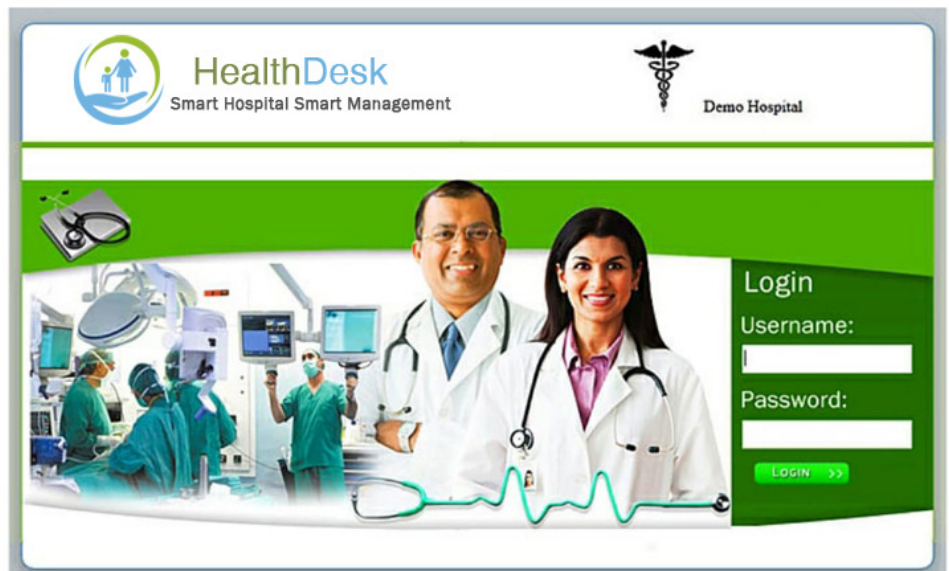 HealthDesk
Smart Hospital Smart Management
Demo Hospital
Login
Username:
Password:
LOGIN >>